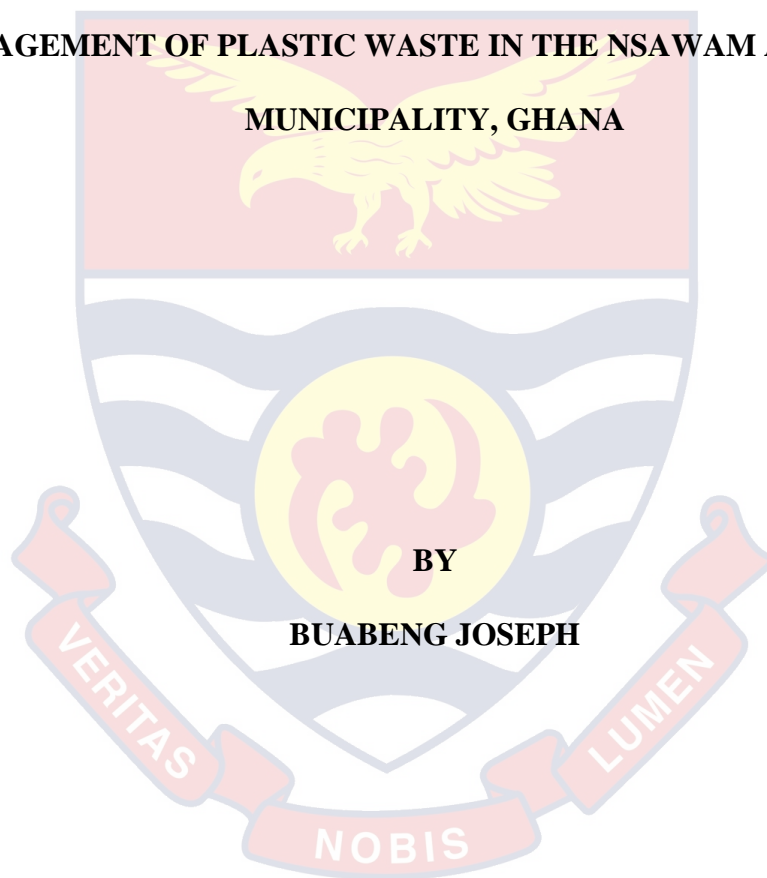 AGEMENT OF PLASTIC WASTE IN THE NSAWAM
MUNICIPALITY, GHANA
BY
BUABENG JOSEPH
VERITAS
NOBIS
LUMEN